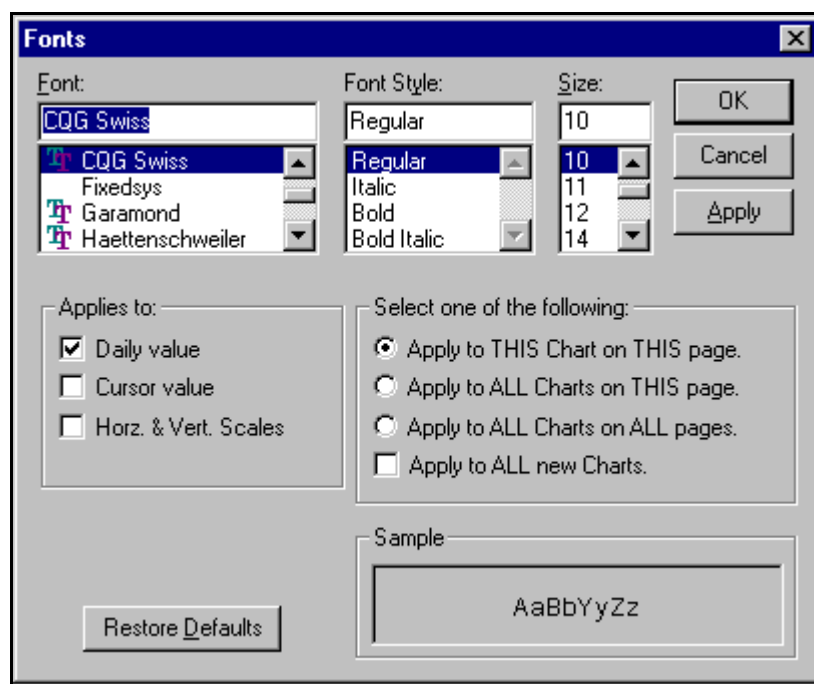 Fonts
Font:
CQG Swiss
CQG Swiss
Fixedsys
Garamond
Haettenschweiler
Font Style:
Regular
Regular
Italic
Bold
Bold Italic
Size:
10
10
11
12
14
OK
Cancel
Apply
Applies to:
Daily value
Cursor value
Horz. & Vert. Scales
Select one of the following:
Apply to THIS Chart on THIS page.
Apply to ALL Charts on THIS page.
Apply to ALL Charts on ALL pages.
Apply to ALL new Charts.
Sample
AaBbYyZz
Restore Defaults